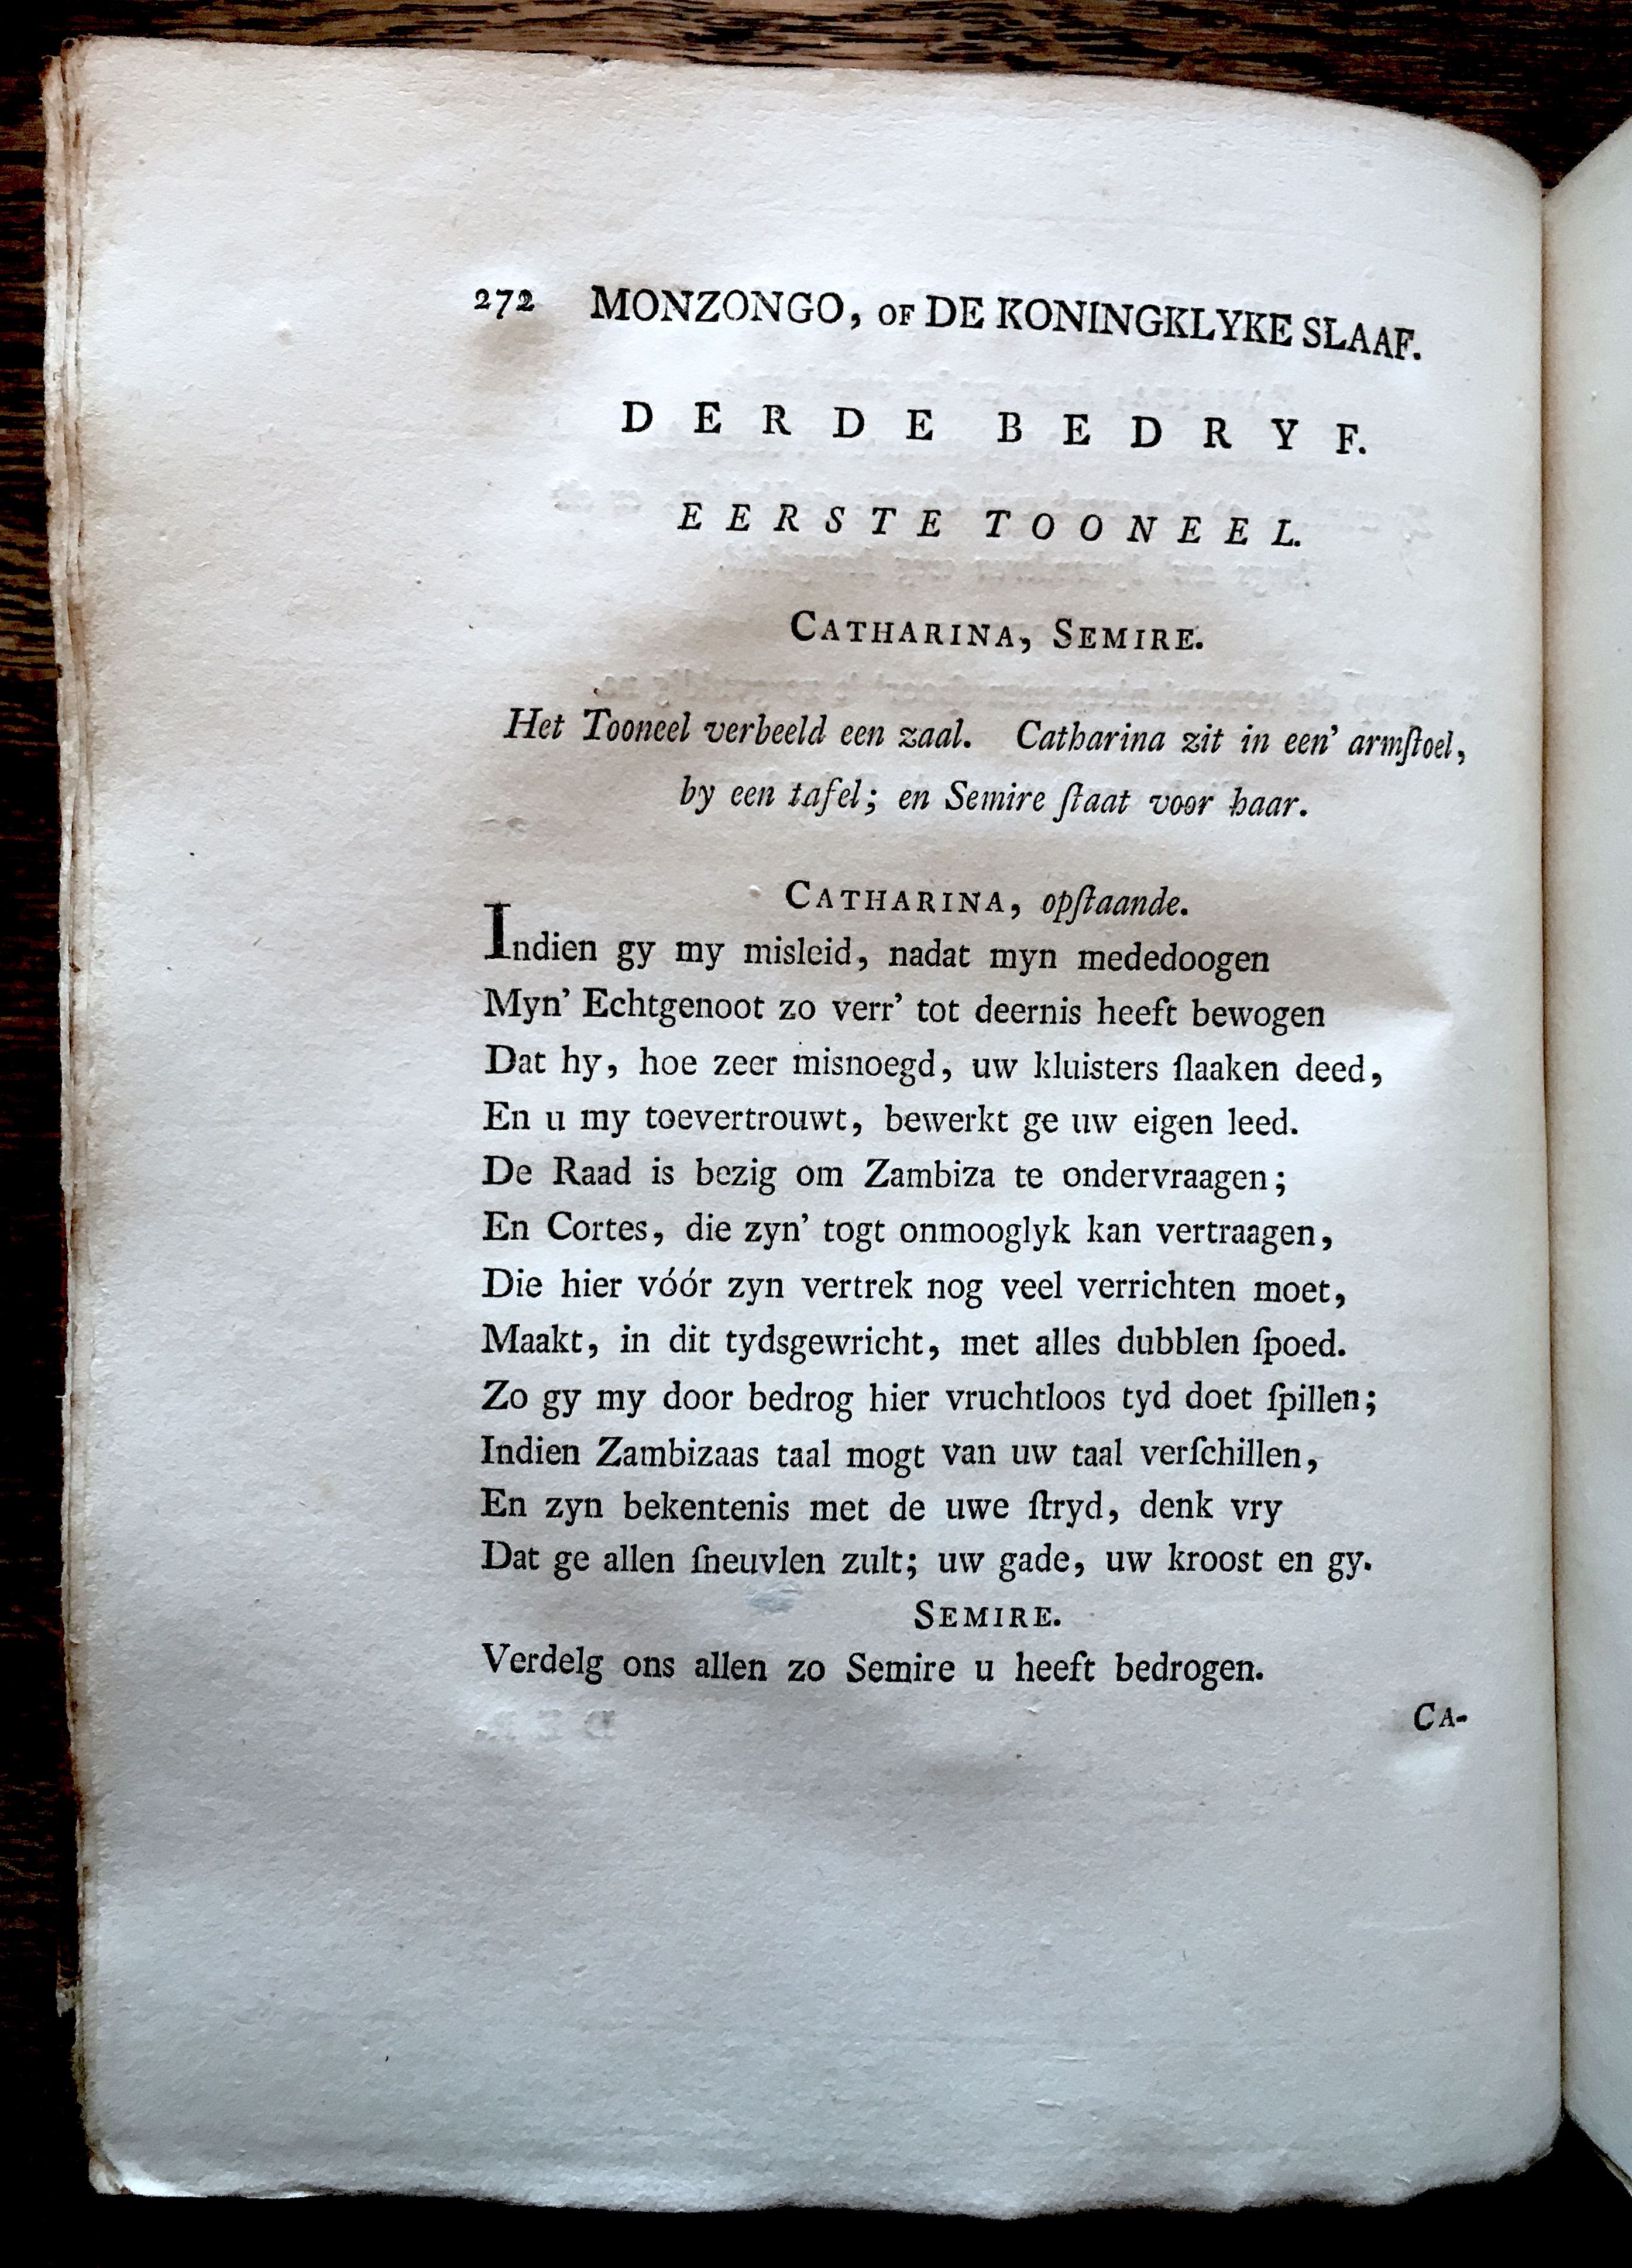 272 MONZONGO, OF DE KONINGKLYKE SLAAF.
DERDE BEDRYF.
EERSTE TOONEEL.
CATHARINA, SEMIRE.
Het Tooneel verbeeld een zaal. Catharina zit in een' armſtoel,
by een tafel; en Semire ſtaat voor haar.
CATHARINA, opſtaande.
Indien gy my misleid, nadat myn mededoogen
Myn' Echtgenoot zo verr' tot deernis heeft bewogen
Dat hy, hoe zeer misnoegd, uw kluisters ſlaaken deed,
En u my toevertrouwt, bewerkt ge uw eigen leed.
De Raad is bezig om Zambiza te ondervraagen;
En Cortes, die zyn' togt onmooglyk kan vertraagen,
Die hier vóór zyn vertrek nog veel verrichten moet,
Maakt, in dit tydsgewricht, met alles dubblen ſpoed.
Zo gy my door bedrog hier vruchtloos tyd doet ſpillen;
Indien Zambizaas taal mogt van uw taal verſchillen,
En zyn bekentenis met de uwe ſtryd, denk vry
Dat ge allen ſneuvlen zult; uw gade, uw kroost en gy.
SEMIRE.
Verdelg ons allen zo Semire u heeft bedrogen.
CA-